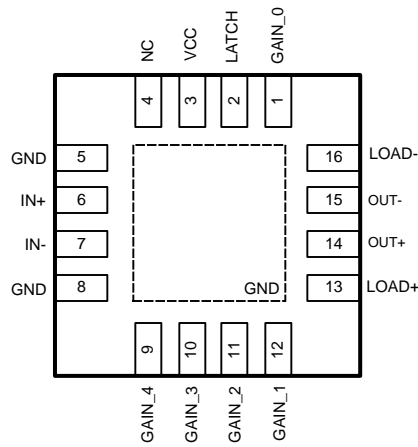 NC
VCC
LATCH
GAIN_0
4
3
2
1
GND
5
16
LOAD-
IN+
6
15
OUT-
IN-
7
14
OUT+
GND
8
GND
13
LOAD+
9
10
11
12
GAIN_4
GAIN_3
GAIN_2
GAIN_1